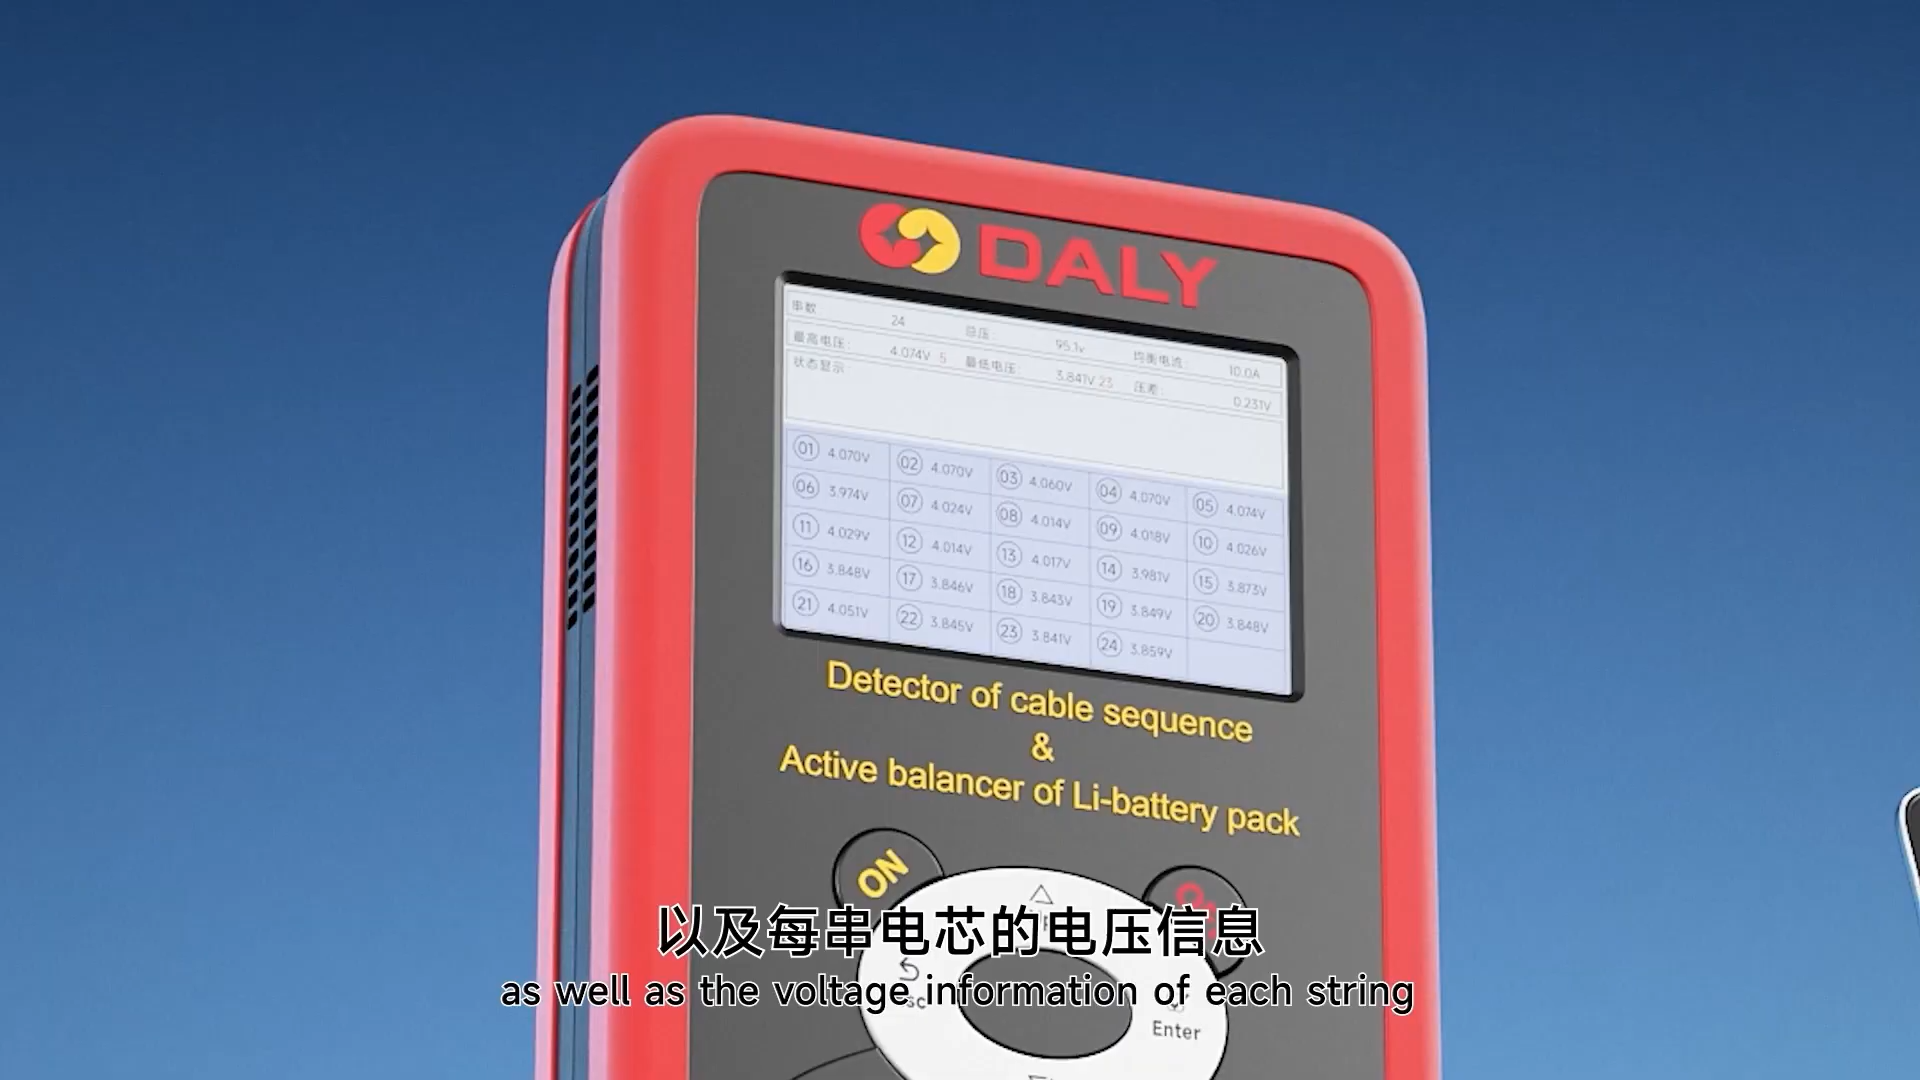 DALY
串数 24 总压: 95.1v 均衡电流: 10.0A
最高电压: 4.074V 5 最低电压: 3.841V 23 压差: 0.231V
状态显示
01 4.070V 02 4.070V 03 4.060V 04 4.070V 05 4.074V
06 3.974V 07 4.024V 08 4.014V 09 4.018V 10 4.026V
11 4.029V 12 4.014V 13 4.017V 14 3.981V 15 3.873V
16 3.848V 17 3.846V 18 3.843V 19 3.849V 20 3.848V
21 4.051V 22 3.845V 23 3.841V 24 3.859V
Detector of cable sequence
&
Active balancer of Li-battery pack
ON
以及每串电芯的电压信息
as well as the voltage information of each string
Enter